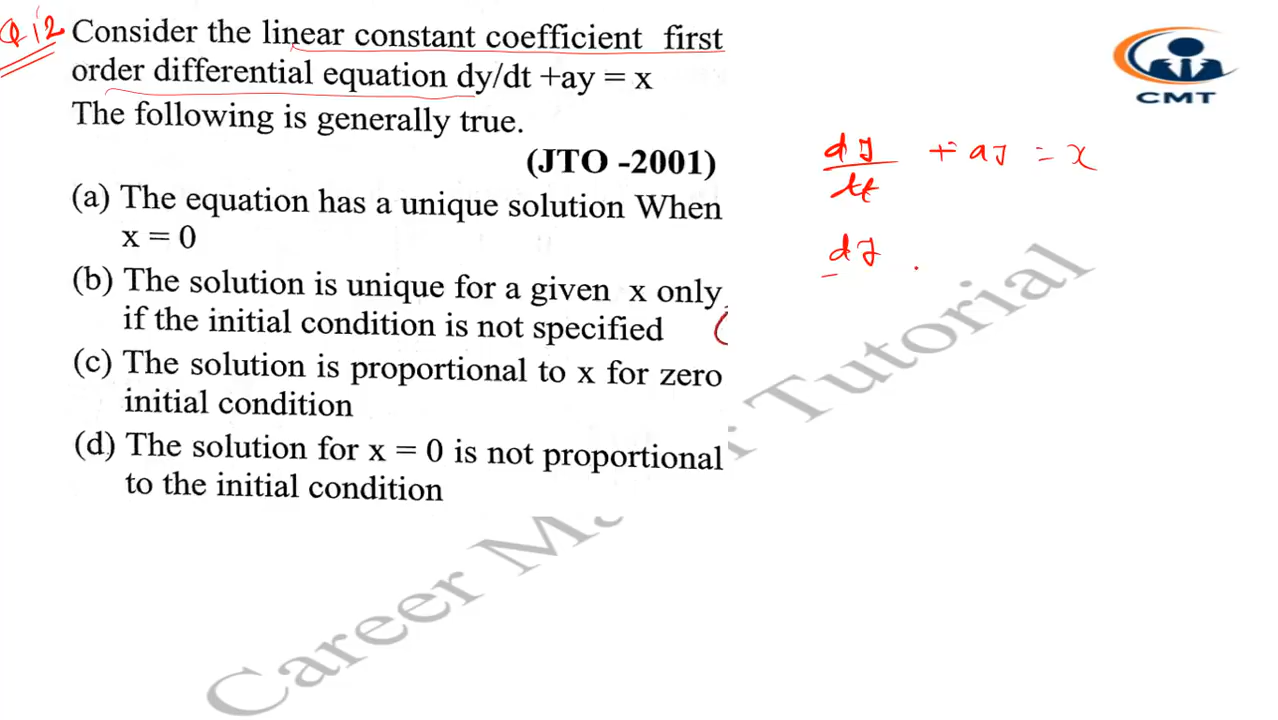 Q.12 Consider the linear constant coefficient first
order differential equation dy/dt +ay = x
The following is generally true.
(JTO -2001)
(a) The equation has a unique solution When
x = 0
(b) The solution is unique for a given x only
if the initial condition is not specified
(c) The solution is proportional to x for zero
initial condition
(d) The solution for x = 0 is not proportional
to the initial condition
CMT
dy
+ ay = x
dt
dy
Career M Tutorial